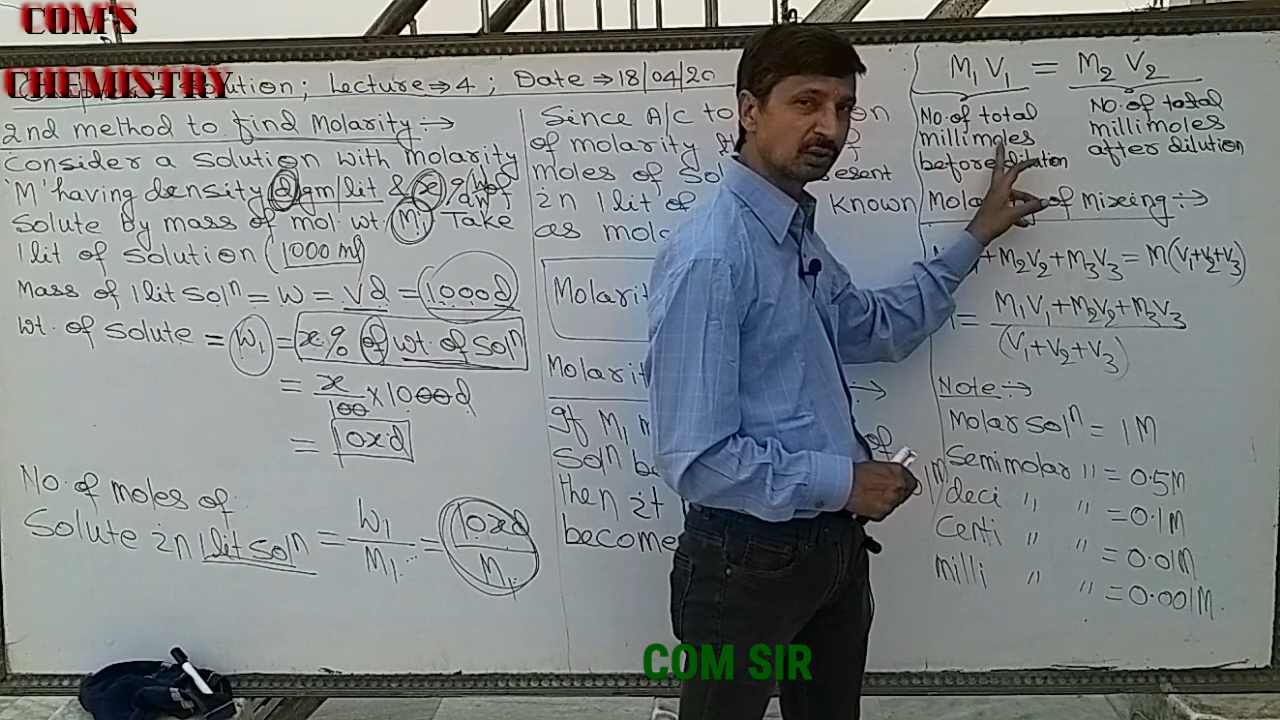 COM'S
CHEMISTRY
Solution; Lecture→4; Date→18/04/20
2nd method to find Molarity:→
Consider a solution with molarity
'M' having density d gm/lit & x %
Solute by mass of mol wt. M1 Take
1 lit of solution (1000 ml)
Mass of 1 lit solⁿ = W = Vd = 1000d
wt. of solute = W1 = x% of wt. of solⁿ
= x/100 × 1000d
= 10xd
No. of moles of
Solute in 1 lit solⁿ = W1/M1 = 10xd/M1
Since A/C to
of molarity
moles of
in 1 lit of known
as
Molarit
Molarit :→
If M1 of
Solⁿ
then it
become
M1V1 = M2V2
No. of total
millimoles
before
No. of total
millimoles
after dilution
of Mixeing:→
+ M2V2 + M3V3 = M(V1+V2+V3)
= M1V1 + M2V2 + M3V3 / (V1+V2+V3)
Note:→
Molar solⁿ = 1M
Semimolar " = 0.5M
deci " " = 0.1M
Centi " " = 0.01M
milli " " = 0.001M.
COM SIR